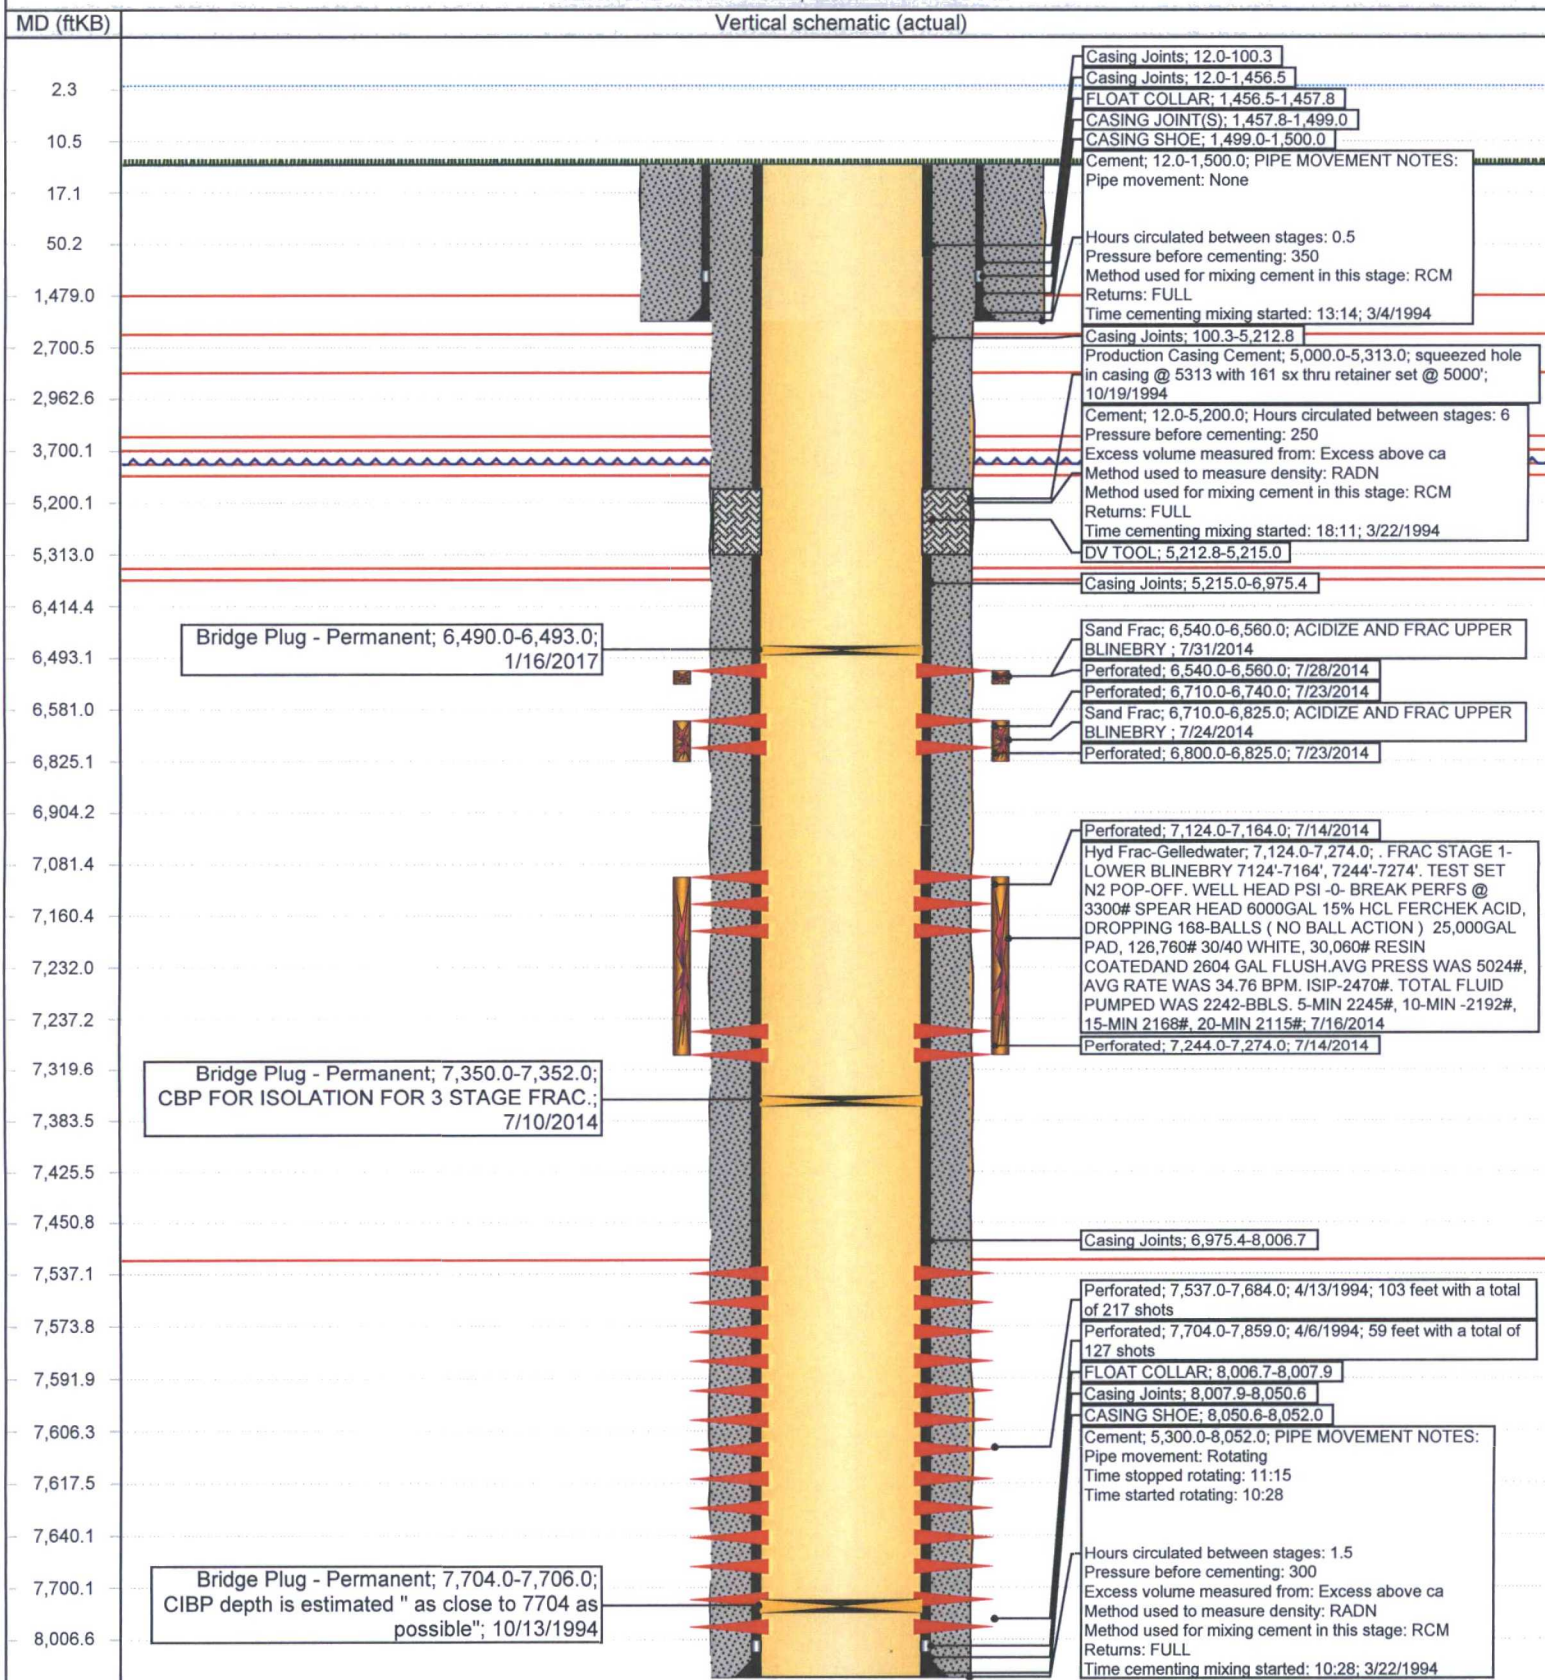 MD (ftKB)
Vertical schematic (actual)
2.3
10.5
17.1
50.2
1,479.0
2,700.5
2,962.6
3,700.1
5,200.1
5,313.0
6,414.4
6,493.1
6,581.0
6,825.1
6,904.2
7,081.4
7,160.4
7,232.0
7,237.2
7,319.6
7,383.5
7,425.5
7,450.8
7,537.1
7,573.8
7,591.9
7,606.3
7,617.5
7,640.1
7,700.1
8,006.6
Bridge Plug - Permanent; 6,490.0-6,493.0;
1/16/2017
Bridge Plug - Permanent; 7,350.0-7,352.0;
CBP FOR ISOLATION FOR 3 STAGE FRAC.;
7/10/2014
Bridge Plug - Permanent; 7,704.0-7,706.0;
CIBP depth is estimated " as close to 7704 as
possible"; 10/13/1994
Casing Joints; 12.0-100.3
Casing Joints; 12.0-1,456.5
FLOAT COLLAR; 1,456.5-1,457.8
CASING JOINT(S); 1,457.8-1,499.0
CASING SHOE; 1,499.0-1,500.0
Cement; 12.0-1,500.0; PIPE MOVEMENT NOTES:
Pipe movement: None
Hours circulated between stages: 0.5
Pressure before cementing: 350
Method used for mixing cement in this stage: RCM
Returns: FULL
Time cementing mixing started: 13:14; 3/4/1994
Casing Joints; 100.3-5,212.8
Production Casing Cement; 5,000.0-5,313.0; squeezed hole
in casing @ 5313 with 161 sx thru retainer set @ 5000';
10/19/1994
Cement; 12.0-5,200.0; Hours circulated between stages: 6
Pressure before cementing: 250
Excess volume measured from: Excess above ca
Method used to measure density: RADN
Method used for mixing cement in this stage: RCM
Returns: FULL
Time cementing mixing started: 18:11; 3/22/1994
DV TOOL; 5,212.8-5,215.0
Casing Joints; 5,215.0-6,975.4
Sand Frac; 6,540.0-6,560.0; ACIDIZE AND FRAC UPPER
BLINEBRY ; 7/31/2014
Perforated; 6,540.0-6,560.0; 7/28/2014
Perforated; 6,710.0-6,740.0; 7/23/2014
Sand Frac; 6,710.0-6,825.0; ACIDIZE AND FRAC UPPER
BLINEBRY ; 7/24/2014
Perforated; 6,800.0-6,825.0; 7/23/2014
Perforated; 7,124.0-7,164.0; 7/14/2014
Hyd Frac-Gelledwater; 7,124.0-7,274.0; . FRAC STAGE 1-
LOWER BLINEBRY 7124'-7164', 7244'-7274'. TEST SET
N2 POP-OFF. WELL HEAD PSI -0- BREAK PERFS @
3300# SPEAR HEAD 6000GAL 15% HCL FERCHEK ACID,
DROPPING 168-BALLS ( NO BALL ACTION ) 25,000GAL
PAD, 126,760# 30/40 WHITE, 30,060# RESIN
COATEDAND 2604 GAL FLUSH.AVG PRESS WAS 5024#,
AVG RATE WAS 34.76 BPM. ISIP-2470#. TOTAL FLUID
PUMPED WAS 2242-BBLS. 5-MIN 2245#, 10-MIN -2192#,
15-MIN 2168#, 20-MIN 2115#; 7/16/2014
Perforated; 7,244.0-7,274.0; 7/14/2014
Casing Joints; 6,975.4-8,006.7
Perforated; 7,537.0-7,684.0; 4/13/1994; 103 feet with a total
of 217 shots
Perforated; 7,704.0-7,859.0; 4/6/1994; 59 feet with a total of
127 shots
FLOAT COLLAR; 8,006.7-8,007.9
Casing Joints; 8,007.9-8,050.6
CASING SHOE; 8,050.6-8,052.0
Cement; 5,300.0-8,052.0; PIPE MOVEMENT NOTES:
Pipe movement: Rotating
Time stopped rotating: 11:15
Time started rotating: 10:28
Hours circulated between stages: 1.5
Pressure before cementing: 300
Excess volume measured from: Excess above ca
Method used to measure density: RADN
Method used for mixing cement in this stage: RCM
Returns: FULL
Time cementing mixing started: 10:28; 3/22/1994